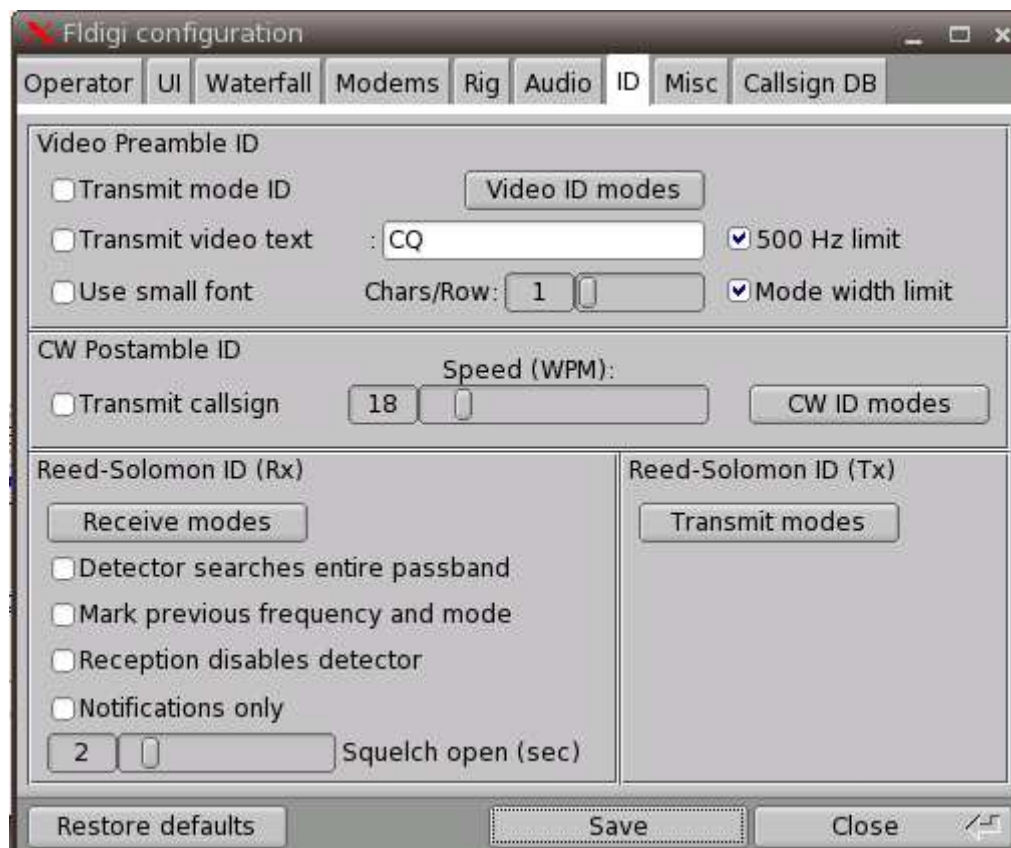 Fldigi configuration
Operator UI Waterfall Modems Rig Audio ID Misc Callsign DB
Video Preamble ID
Transmit mode ID Video ID modes
Transmit video text : CQ 500 Hz limit
Use small font Chars/Row: 1 Mode width limit
CW Postamble ID
Speed (WPM):
Transmit callsign 18 CW ID modes
Reed-Solomon ID (Rx) Reed-Solomon ID (Tx)
Receive modes Transmit modes
Detector searches entire passband
Mark previous frequency and mode
Reception disables detector
Notifications only
2 Squelch open (sec)
Restore defaults Save Close